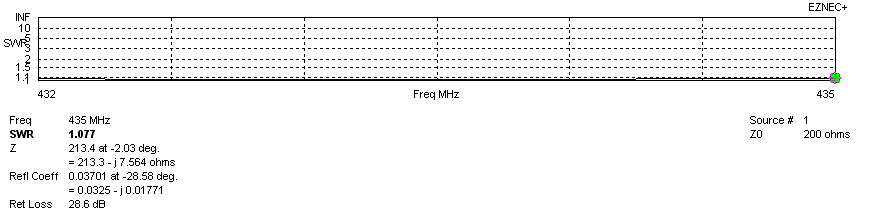 EZNEC+
INF
10
5
SWR
3
2
1.5
1.1
1
432 Freq MHz 435
Freq 435 MHz Source # 1
SWR 1.077 Z0 200 ohms
Z 213.4 at -2.03 deg.
= 213.3 - j 7.564 ohms
Refl Coeff 0.03701 at -28.58 deg.
= 0.0325 - j 0.01771
Ret Loss 28.6 dB